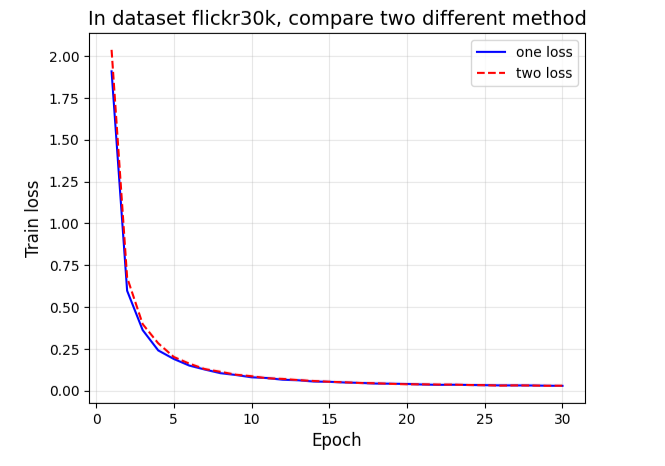 In dataset flickr30k, compare two different method
one loss
two loss
2.00
1.75
1.50
1.25
1.00
0.75
0.50
0.25
0.00
Train loss
0 5 10 15 20 25 30
Epoch